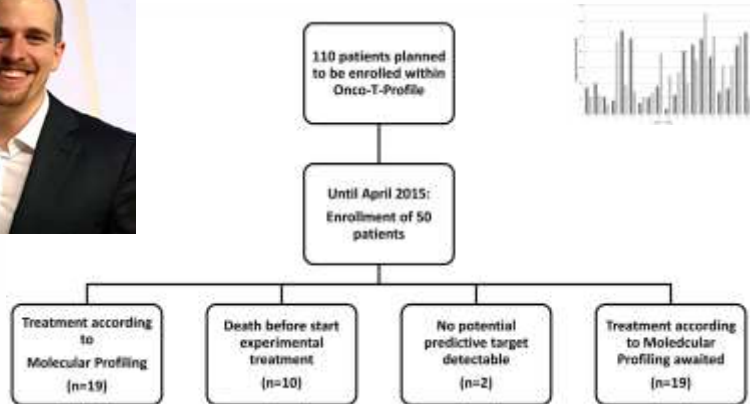 110 patients planned
to be enrolled within
Onco-T-Profile
Until April 2015:
Enrollment of 50
patients
Treatment according
to
Molecular Profiling
(n=19)
Death before start
experimental
treatment
(n=10)
No potential
predictive target
detectable
(n=2)
Treatment according
to Moledcular
Profiling awaited
(n=19)